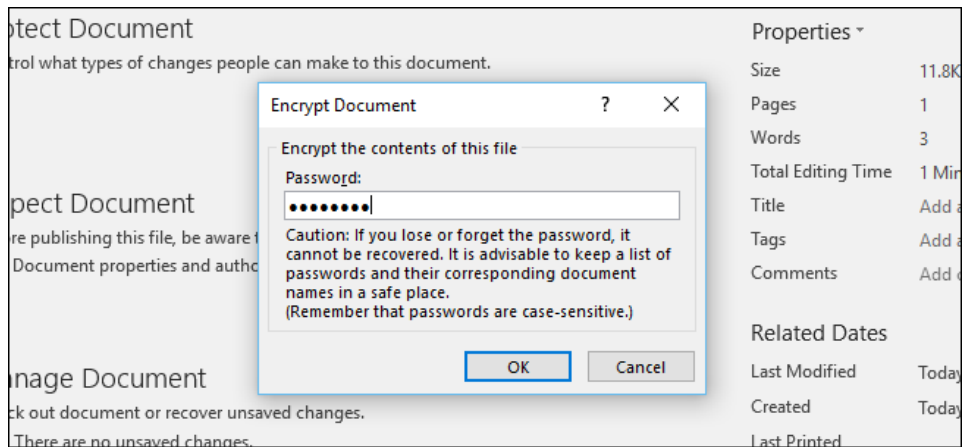 otect Document
trol what types of changes people can make to this document.
pect Document
re publishing this file, be aware t
Document properties and autho
anage Document
ck out document or recover unsaved changes.
There are no unsaved changes.
Encrypt Document ?
Encrypt the contents of this file
Password:
••••••••
Caution: If you lose or forget the password, it
cannot be recovered. It is advisable to keep a list of
passwords and their corresponding document
names in a safe place.
(Remember that passwords are case-sensitive.)
OK Cancel
Properties
Size 11.8K
Pages 1
Words 3
Total Editing Time 1 Min
Title Add a
Tags Add a
Comments Add c
Related Dates
Last Modified Today
Created Today
Last Printed